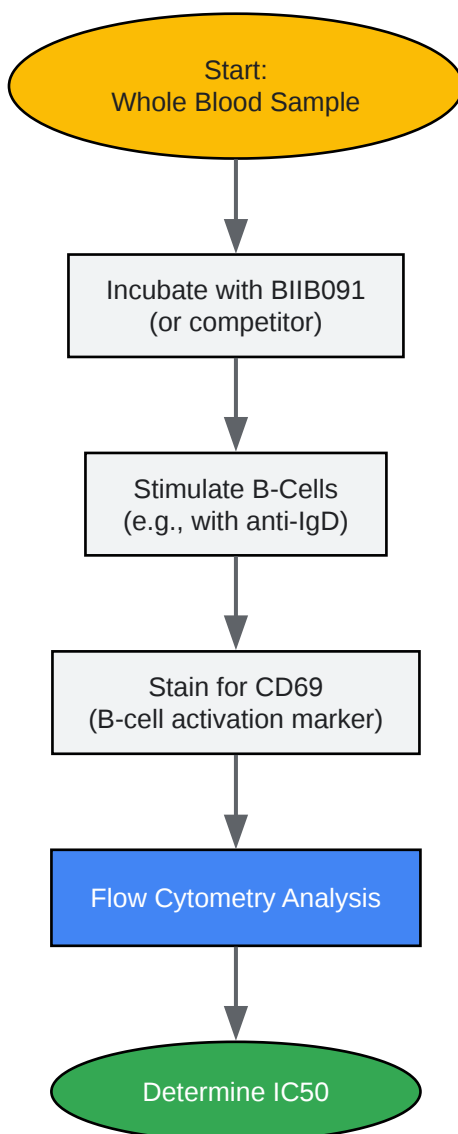 Start:
Whole Blood Sample
Incubate with BIIB091
(or competitor)
Stimulate B-Cells
(e.g., with anti-IgD)
Stain for CD69
(B-cell activation marker)
Flow Cytometry Analysis
Determine IC50